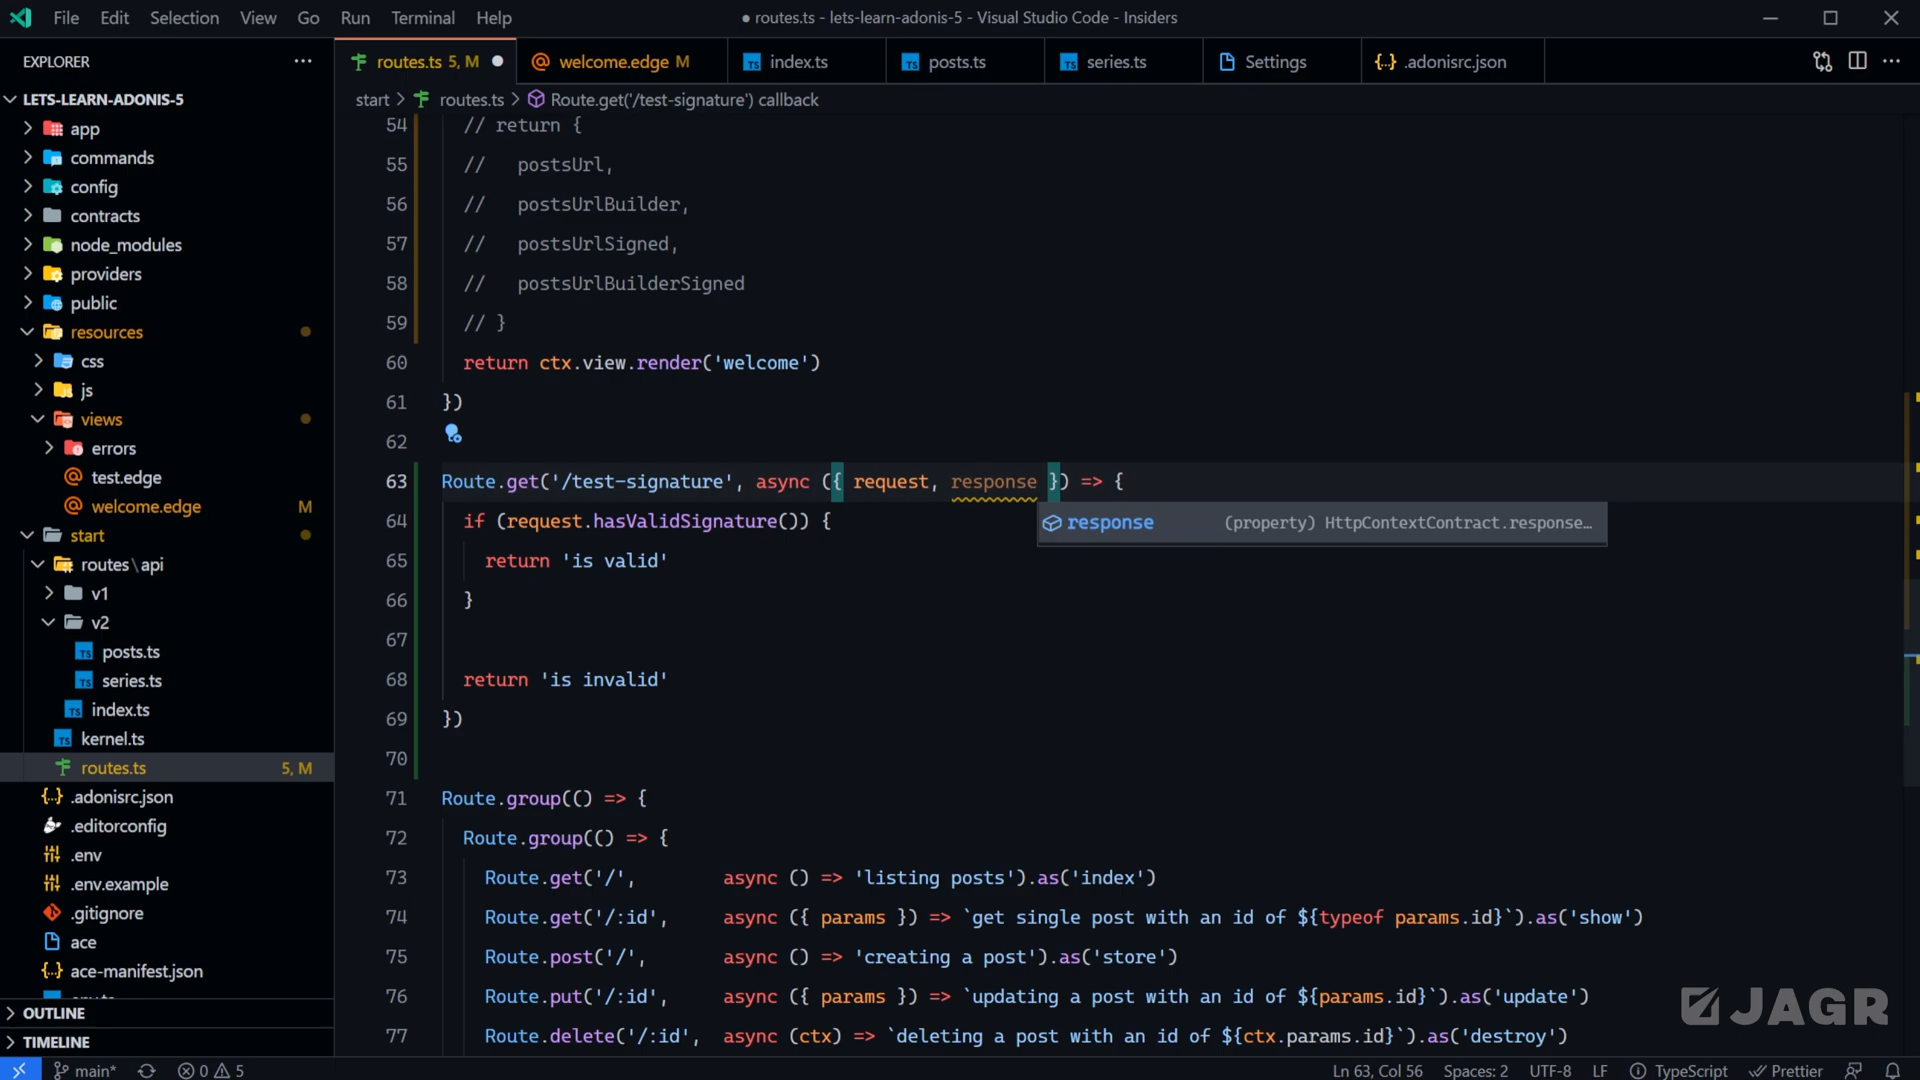 File Edit Selection View Go Run Terminal Help
● routes.ts - lets-learn-adonis-5 - Visual Studio Code - Insiders
EXPLORER
routes.ts 5, M
welcome.edge M
index.ts
posts.ts
series.ts
Settings
.adonisrc.json
start > routes.ts > Route.get('/test-signature') callback
LETS-LEARN-ADONIS-5
app
commands
config
contracts
node_modules
providers
public
resources
css
js
views
errors
test.edge
welcome.edge M
start
routes\api
v1
v2
posts.ts
series.ts
index.ts
kernel.ts
routes.ts 5, M
.adonisrc.json
.editorconfig
.env
.env.example
.gitignore
ace
ace-manifest.json
OUTLINE
TIMELINE
54 // return {
55 //   postsUrl,
56 //   postsUrlBuilder,
57 //   postsUrlSigned,
58 //   postsUrlBuilderSigned
59 // }
60 return ctx.view.render('welcome')
61 })
62
63 Route.get('/test-signature', async ({ request, response }) => {
response (property) HttpContextContract.response…
64 if (request.hasValidSignature()) {
65 return 'is valid'
66 }
67
68 return 'is invalid'
69 })
70
71 Route.group(() => {
72 Route.group(() => {
73 Route.get('/', async () => 'listing posts').as('index')
74 Route.get('/:id', async ({ params }) => `get single post with an id of ${typeof params.id}`).as('show')
75 Route.post('/', async () => 'creating a post').as('store')
76 Route.put('/:id', async ({ params }) => `updating a post with an id of ${params.id}`).as('update')
77 Route.delete('/:id', async (ctx) => `deleting a post with an id of ${ctx.params.id}`).as('destroy')
JAGR
main* 0 5
Ln 63, Col 56 Spaces: 2 UTF-8 LF TypeScript Prettier